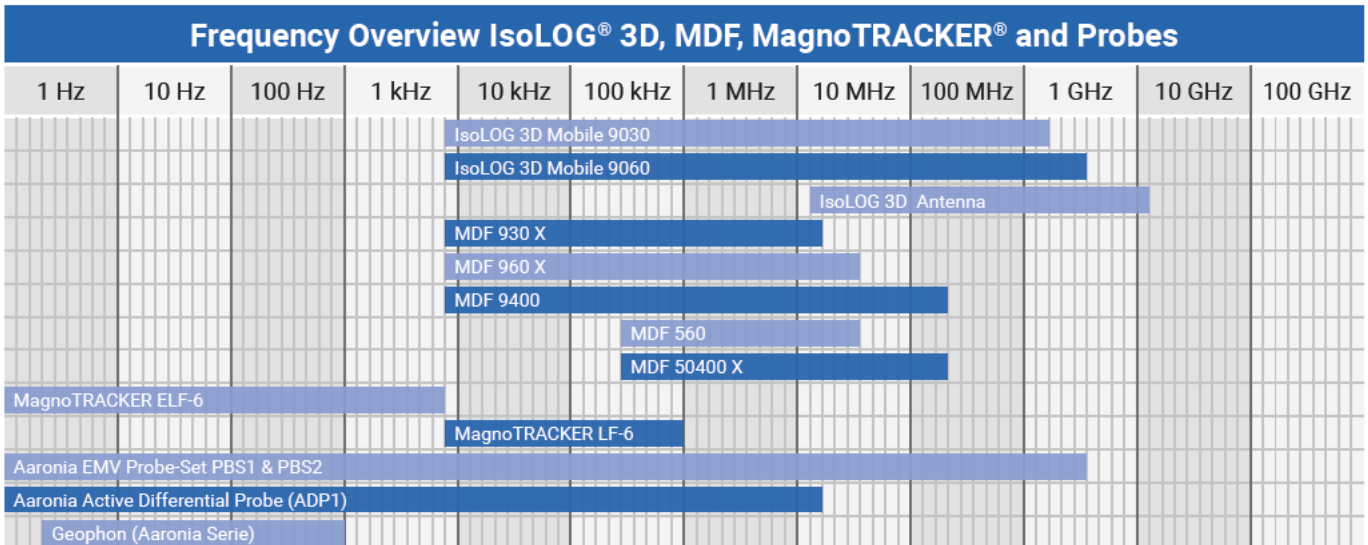 Frequency Overview IsoLOG® 3D, MDF, MagnoTRACKER® and Probes
1 Hz 10 Hz 100 Hz 1 kHz 10 kHz 100 kHz 1 MHz 10 MHz 100 MHz 1 GHz 10 GHz 100 GHz
IsoLOG 3D Mobile 9030
IsoLOG 3D Mobile 9060
IsoLOG 3D Antenna
MDF 930 X
MDF 960 X
MDF 9400
MDF 560
MDF 50400 X
MagnoTRACKER ELF-6
MagnoTRACKER LF-6
Aaronia EMV Probe-Set PBS1 & PBS2
Aaronia Active Differential Probe (ADP1)
Geophon (Aaronia Serie)